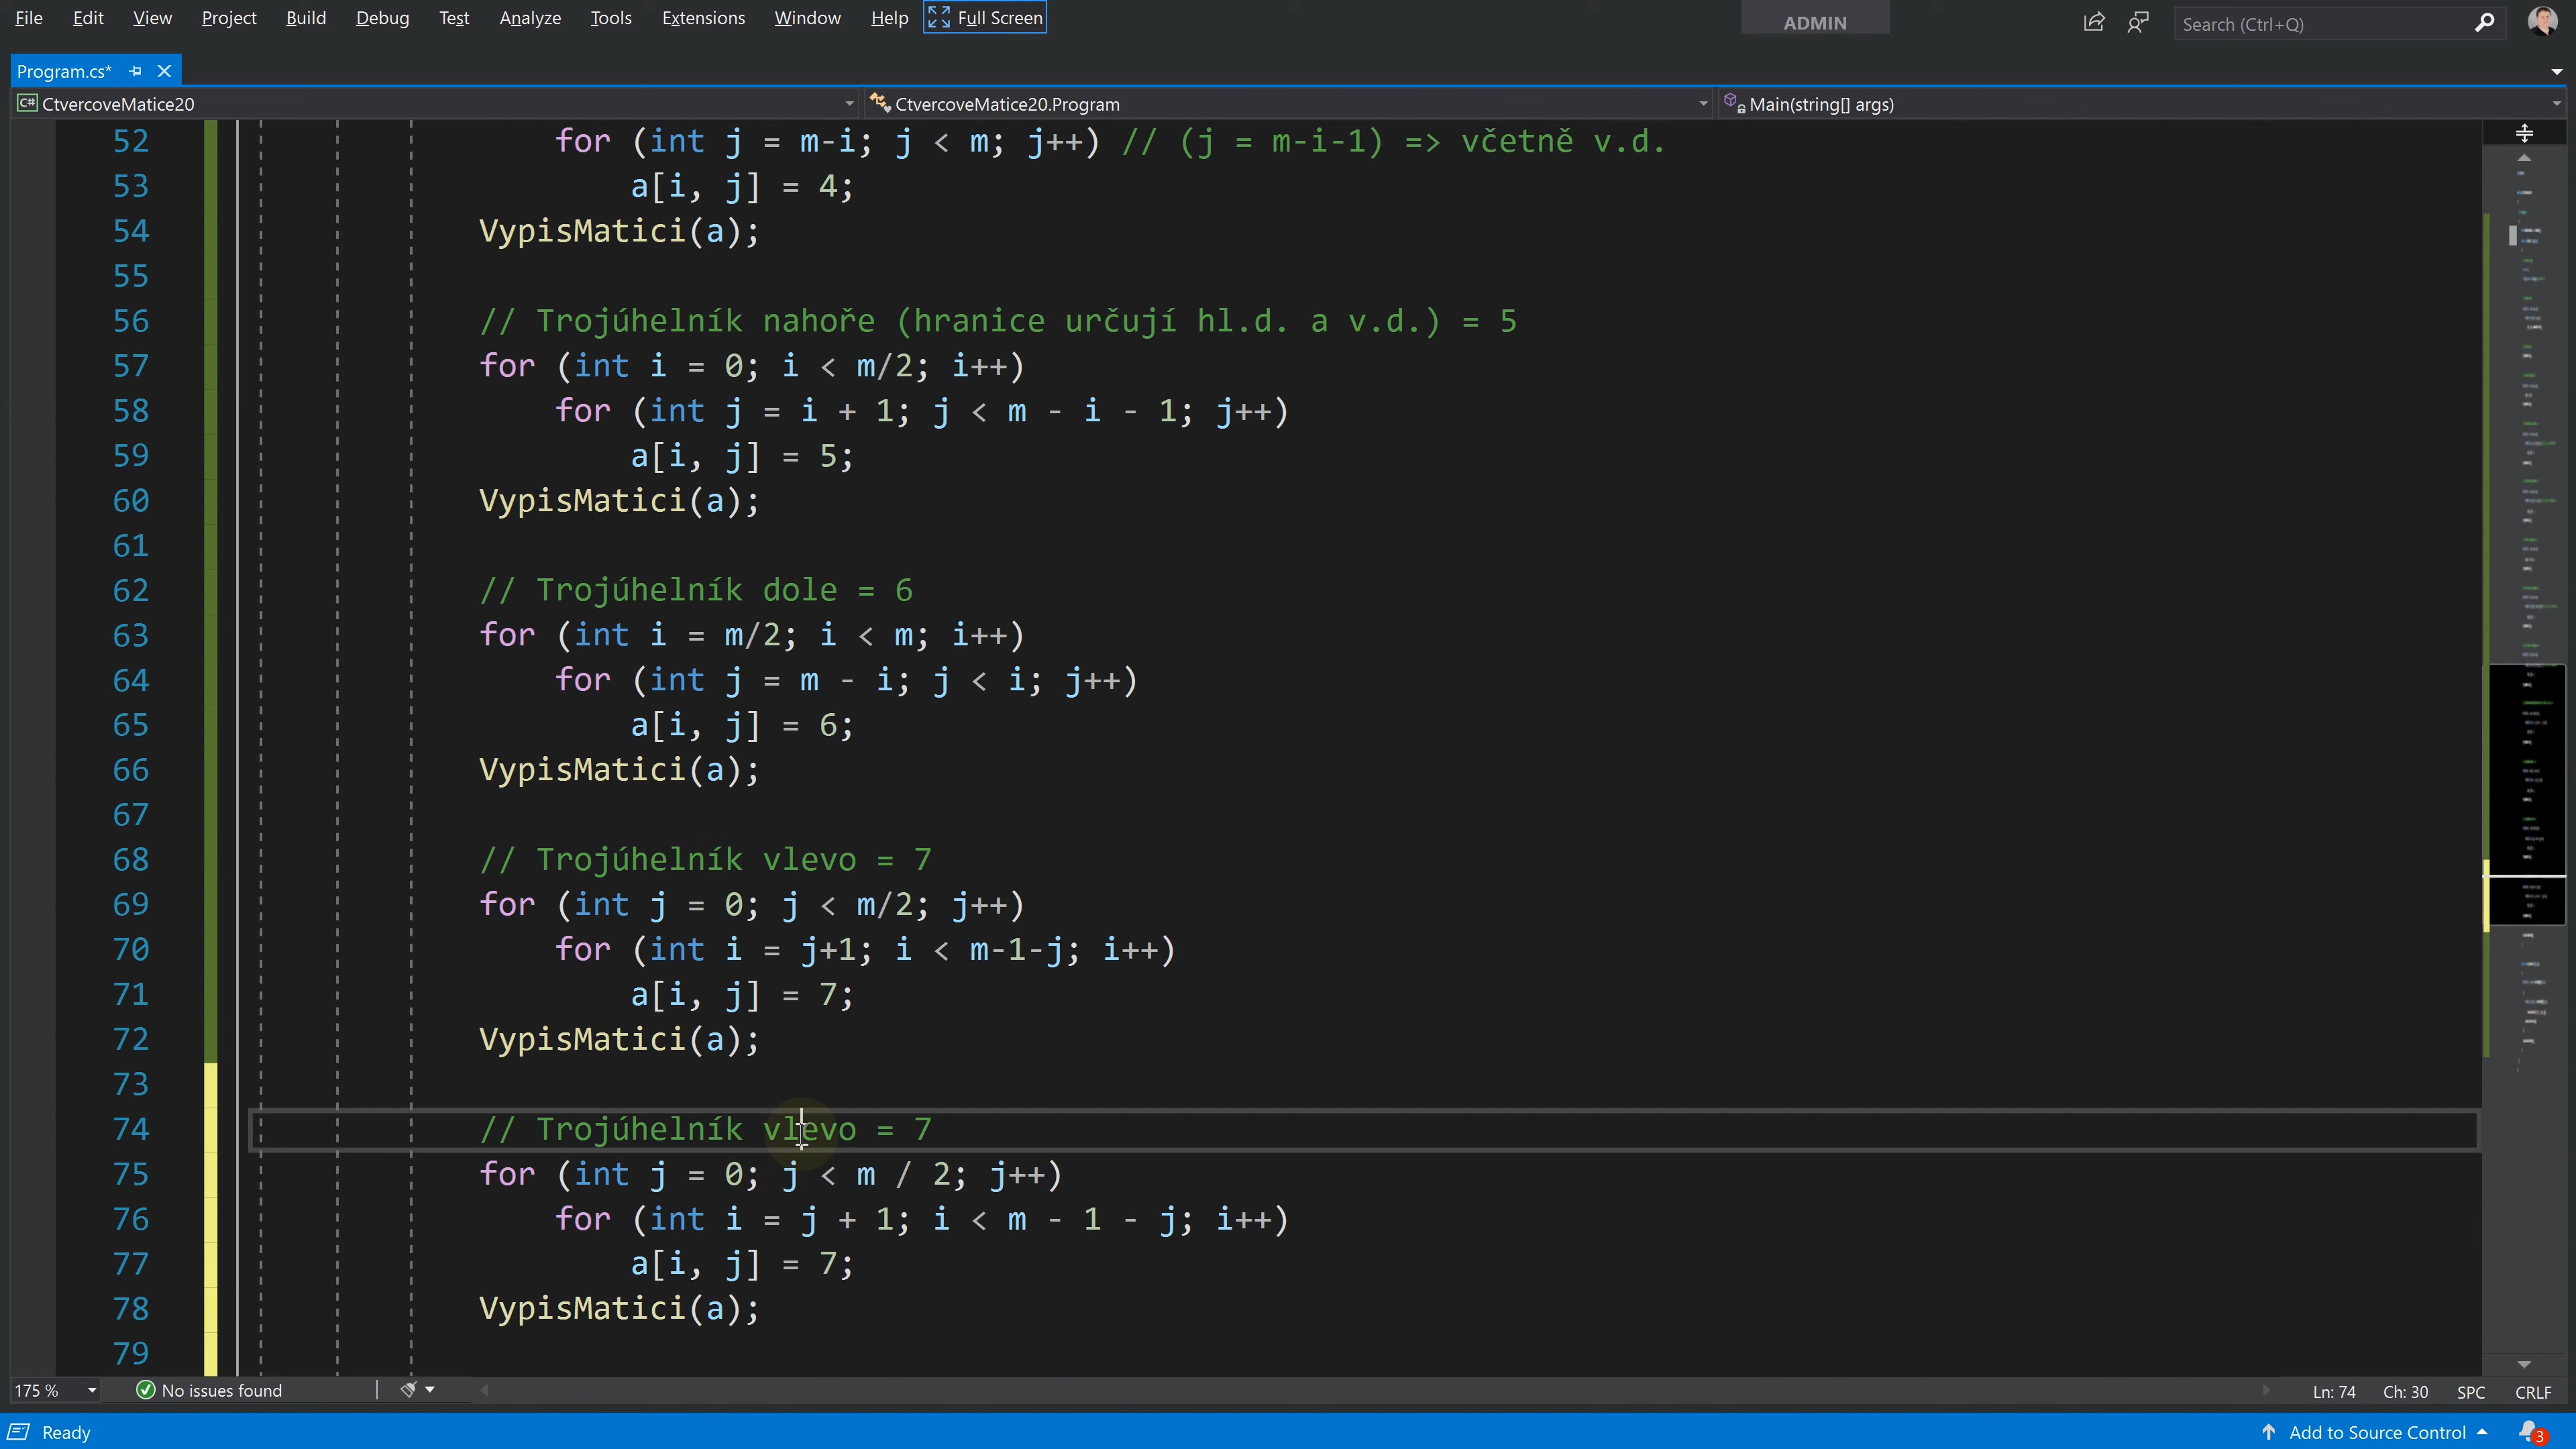 File Edit View Project Build Debug Test Analyze Tools Extensions Window Help Full Screen ADMIN Search (Ctrl+Q)
Program.cs*
C# CtvercoveMatice20 CtvercoveMatice20.Program Main(string[] args)
52 for (int j = m-i; j < m; j++) // (j = m-i-1) => včetně v.d.
53 a[i, j] = 4;
54 VypisMatici(a);
55
56 // Trojúhelník nahoře (hranice určují hl.d. a v.d.) = 5
57 for (int i = 0; i < m/2; i++)
58 for (int j = i + 1; j < m - i - 1; j++)
59 a[i, j] = 5;
60 VypisMatici(a);
61
62 // Trojúhelník dole = 6
63 for (int i = m/2; i < m; i++)
64 for (int j = m - i; j < i; j++)
65 a[i, j] = 6;
66 VypisMatici(a);
67
68 // Trojúhelník vlevo = 7
69 for (int j = 0; j < m/2; j++)
70 for (int i = j+1; i < m-1-j; i++)
71 a[i, j] = 7;
72 VypisMatici(a);
73
74 // Trojúhelník vlevo = 7
75 for (int j = 0; j < m / 2; j++)
76 for (int i = j + 1; i < m - 1 - j; i++)
77 a[i, j] = 7;
78 VypisMatici(a);
79
175 % No issues found Ln: 74 Ch: 30 SPC CRLF
Ready Add to Source Control 3